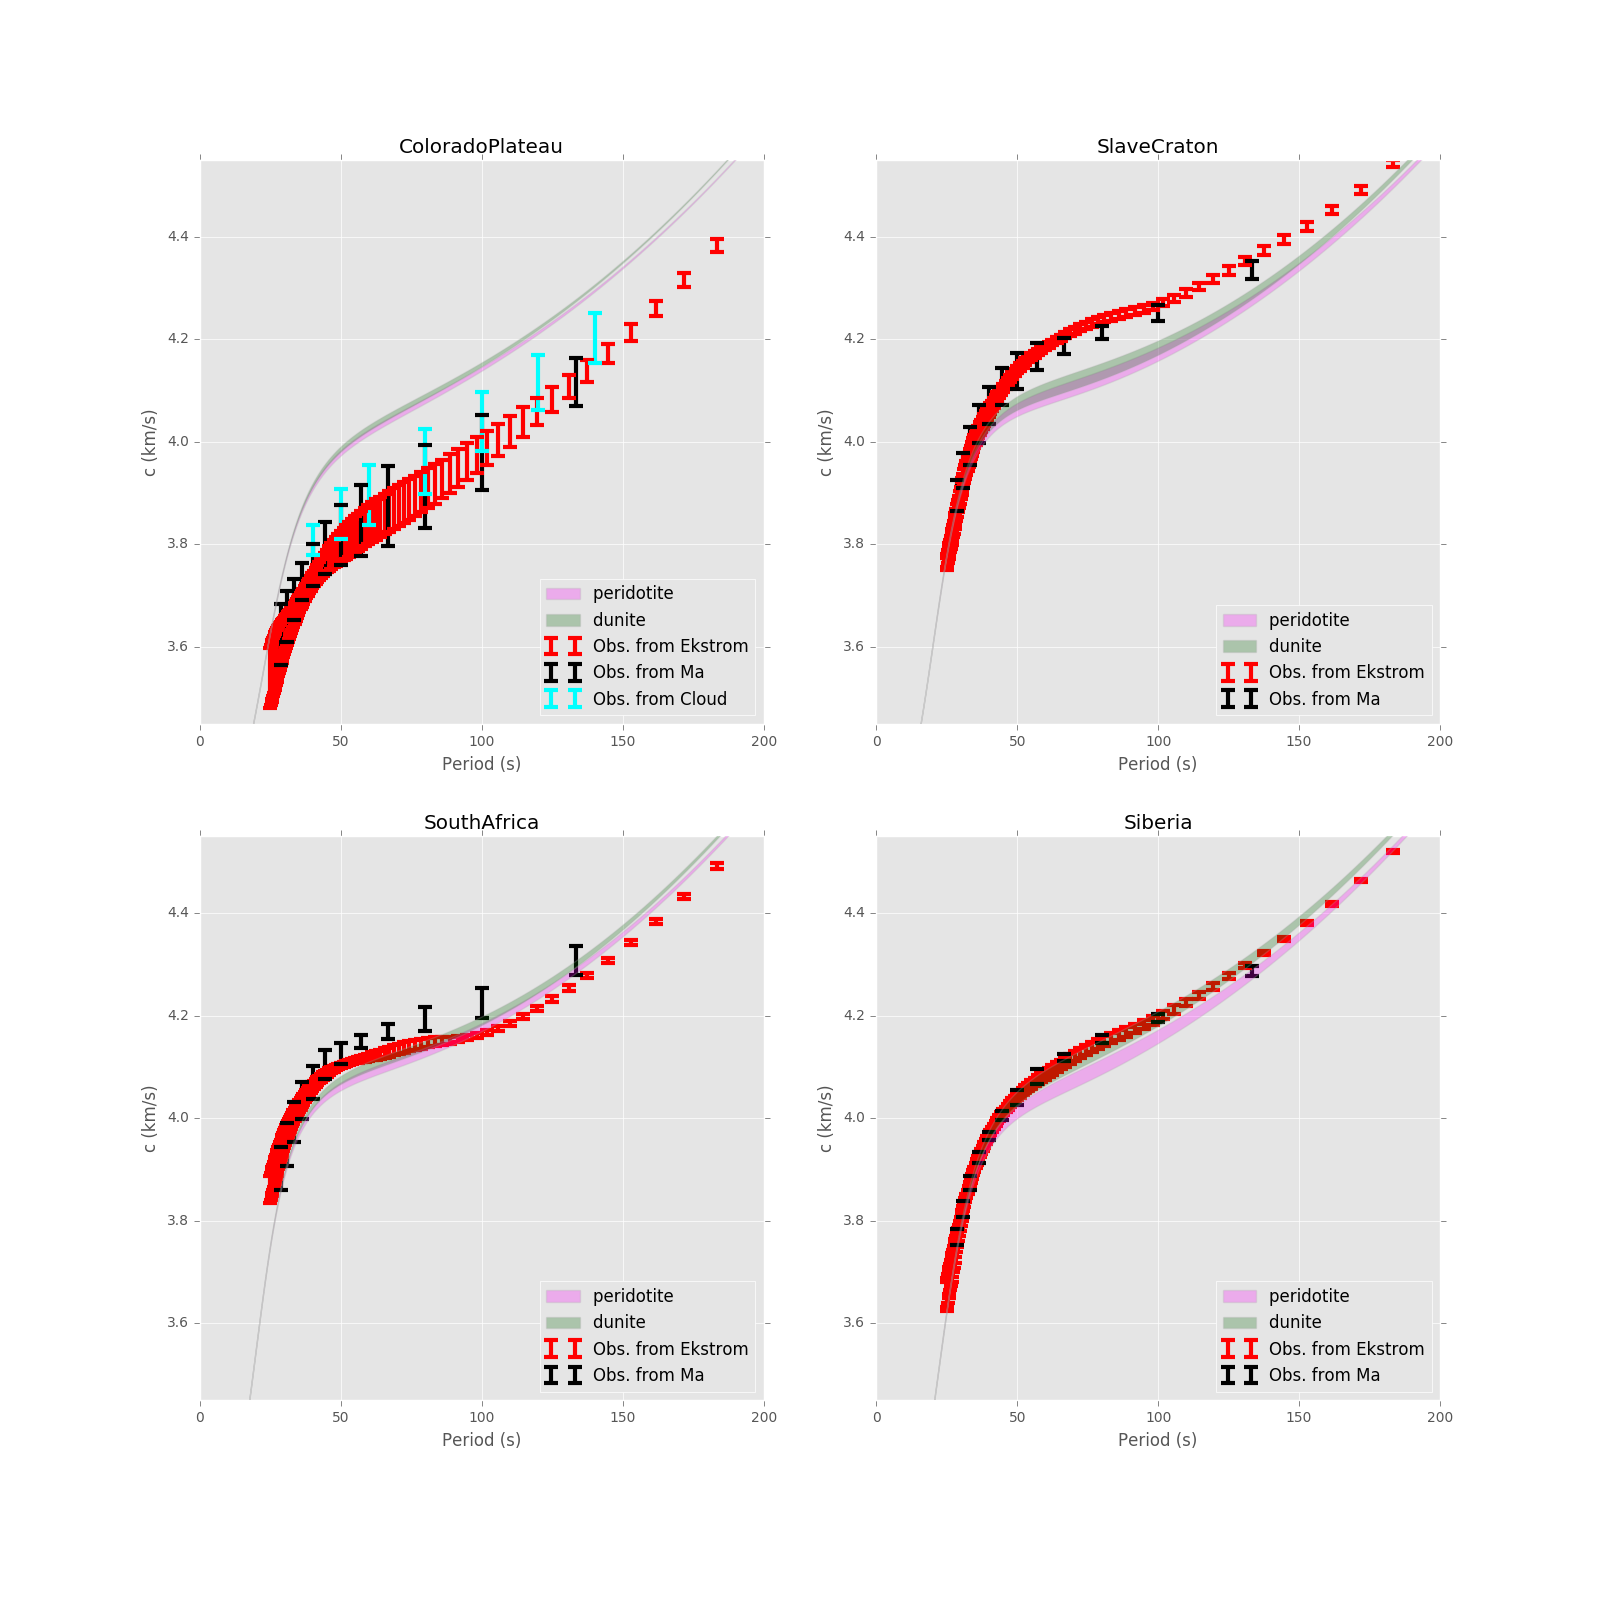 ColoradoPlateau
4.4
4.2
4.0
3.8
3.6
c (km/s)
0 50 100 150 200
Period (s)
peridotite
dunite
Obs. from Ekstrom
Obs. from Ma
Obs. from Cloud
SlaveCraton
4.4
4.2
4.0
3.8
3.6
c (km/s)
0 50 100 150 200
Period (s)
peridotite
dunite
Obs. from Ekstrom
Obs. from Ma
SouthAfrica
4.4
4.2
4.0
3.8
3.6
c (km/s)
0 50 100 150 200
Period (s)
peridotite
dunite
Obs. from Ekstrom
Obs. from Ma
Siberia
4.4
4.2
4.0
3.8
3.6
c (km/s)
0 50 100 150 200
Period (s)
peridotite
dunite
Obs. from Ekstrom
Obs. from Ma